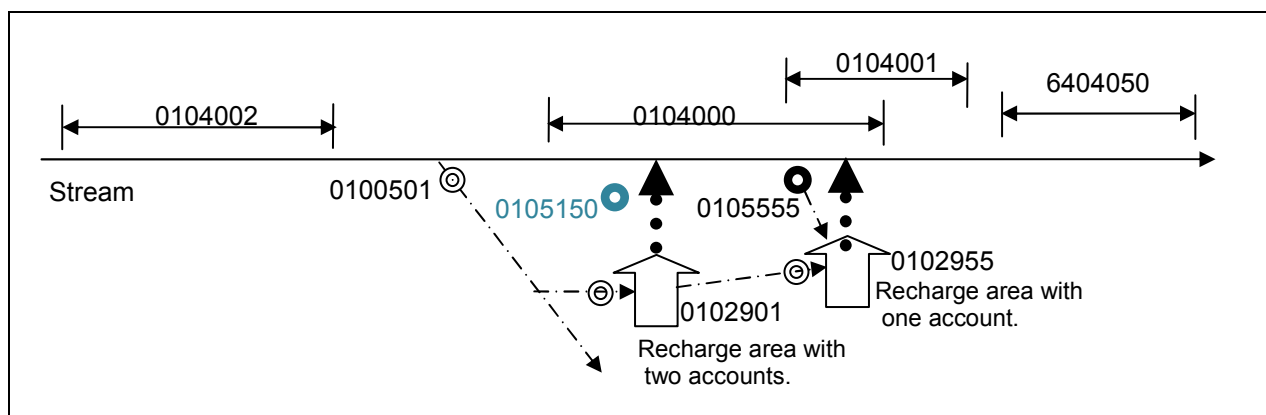 0104001
6404050
0104002
0104000
Stream
0100501
0105150
0105555
0102955
Recharge area with
one account.
0102901
Recharge area with
two accounts.